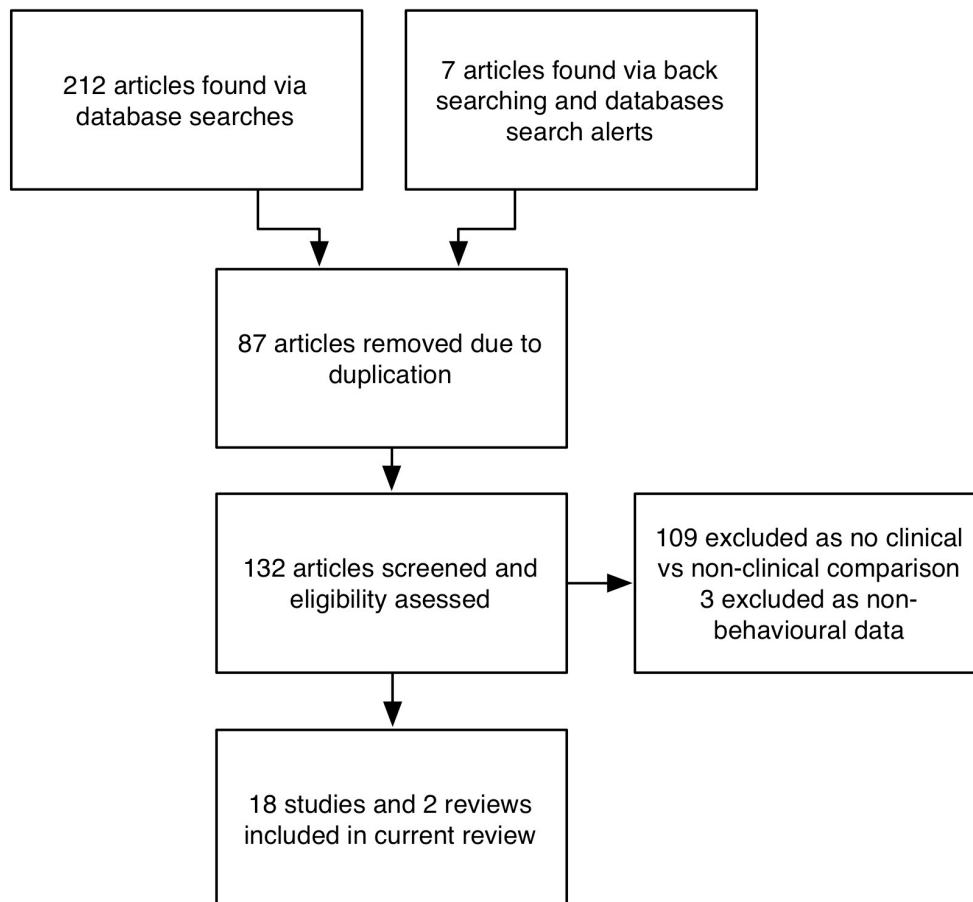 212 articles found via
database searches
7 articles found via back
searching and databases
search alerts
87 articles removed due to
duplication
132 articles screened and
eligibility asessed
109 excluded as no clinical
vs non-clinical comparison
3 excluded as non-
behavioural data
18 studies and 2 reviews
included in current review